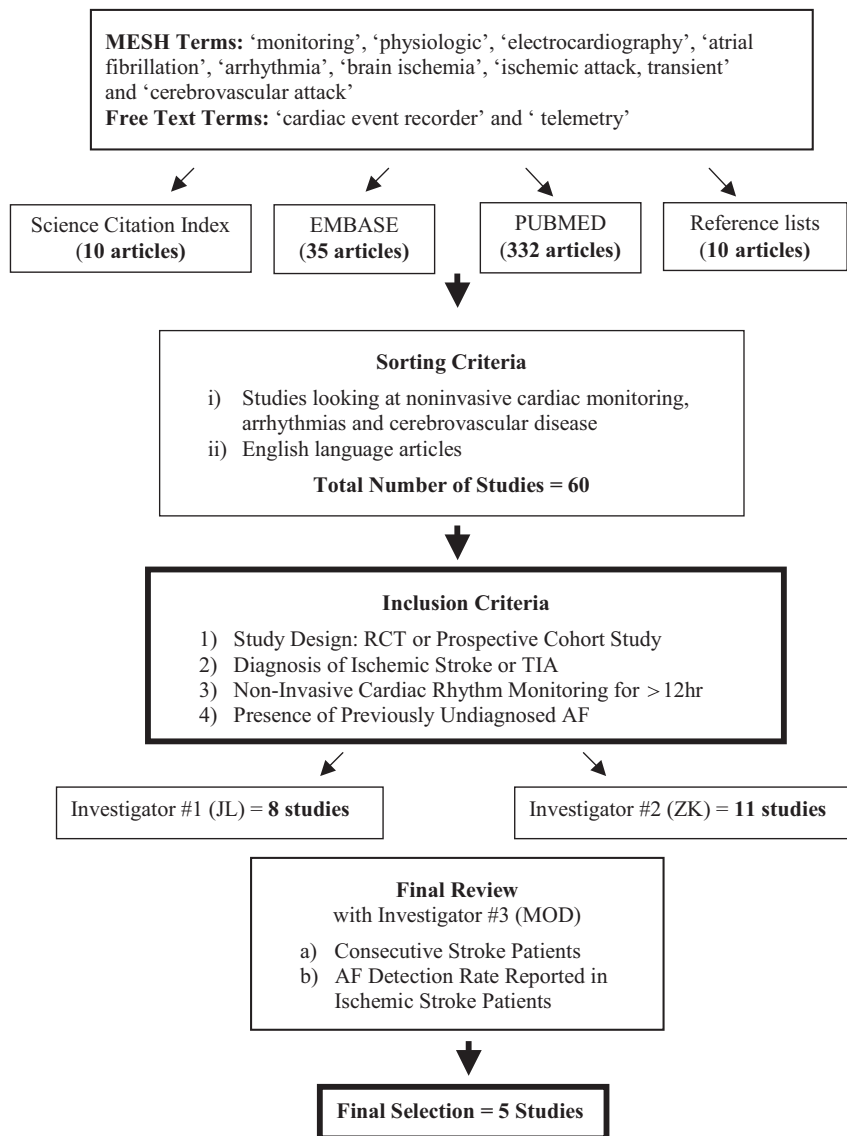 MESH Terms: ‘monitoring’, ‘physiologic’, ‘electrocardiography’, ‘atrial
fibrillation’, ‘arrhythmia’, ‘brain ischemia’, ‘ischemic attack, transient’
and ‘cerebrovascular attack’
Free Text Terms: ‘cardiac event recorder’ and ‘ telemetry’
Science Citation Index
(10 articles)
EMBASE
(35 articles)
PUBMED
(332 articles)
Reference lists
(10 articles)
Sorting Criteria
i) Studies looking at noninvasive cardiac monitoring,
arrhythmias and cerebrovascular disease
ii) English language articles
Total Number of Studies = 60
Inclusion Criteria
1) Study Design: RCT or Prospective Cohort Study
2) Diagnosis of Ischemic Stroke or TIA
3) Non-Invasive Cardiac Rhythm Monitoring for >12hr
4) Presence of Previously Undiagnosed AF
Investigator #1 (JL) = 8 studies
Investigator #2 (ZK) = 11 studies
Final Review
with Investigator #3 (MOD)
a) Consecutive Stroke Patients
b) AF Detection Rate Reported in
Ischemic Stroke Patients
Final Selection = 5 Studies